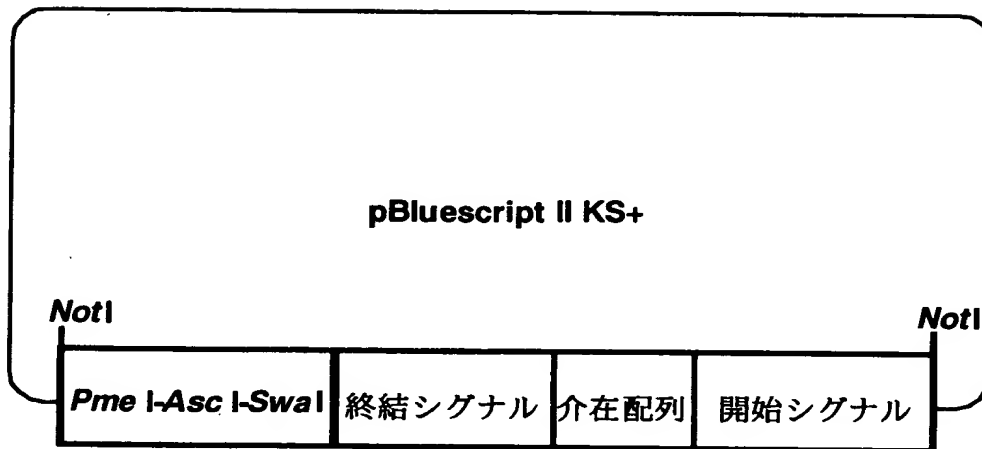 pBluescript II KS+
NotI
NotI
Pme I-Asc I-SwaI
終結シグナル
介在配列
開始シグナル